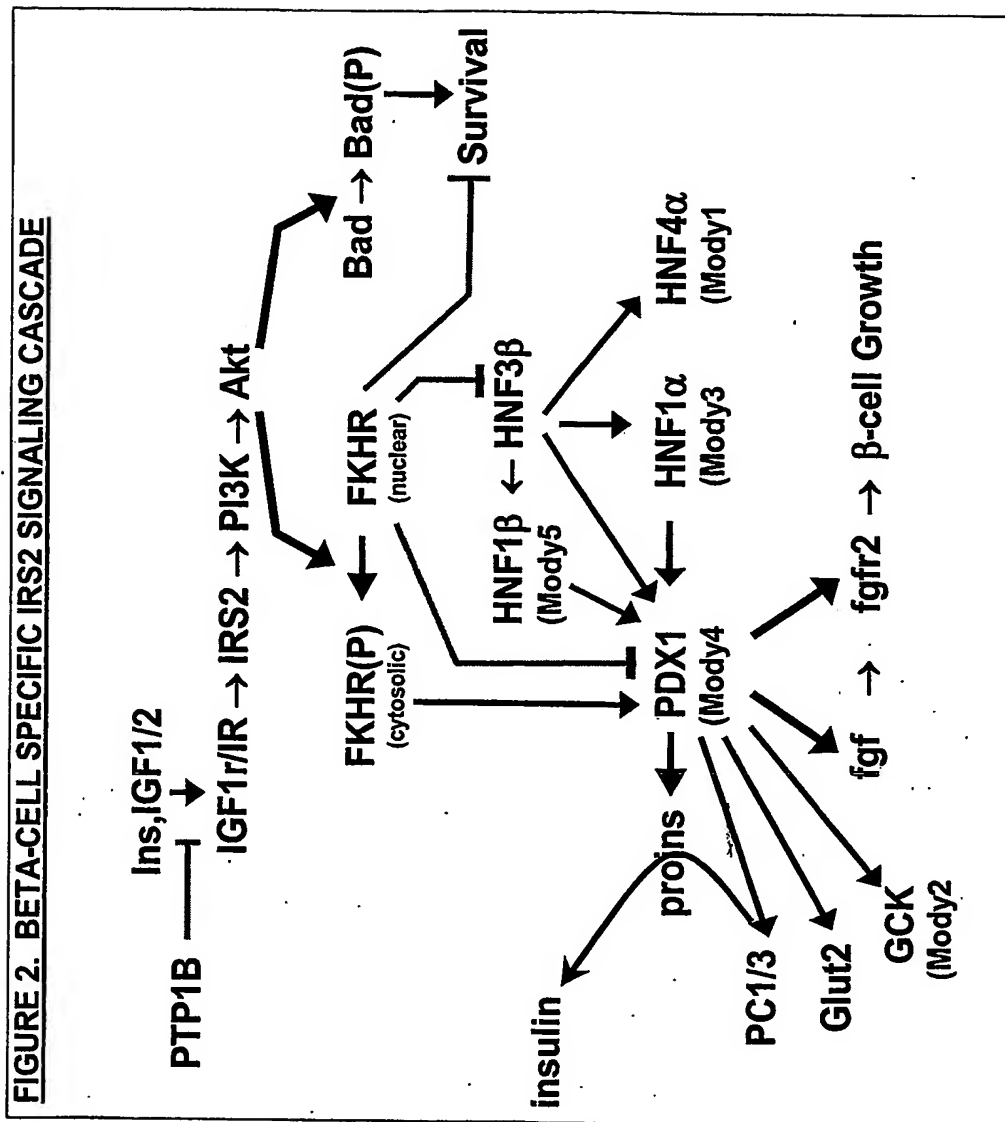 FIGURE 2. BETA-CELL SPECIFIC IRS2 SIGNALING CASCADE
Ins,IGF1/2
PTP1B
IGF1r/IR → IRS2 → PI3K → Akt
Bad → Bad(P)
FKHR(P)
(cytosolic)
FKHR
(nuclear)
Survival
HNF1β ← HNF3β
(Mody5)
insulin
proins
PDX1
(Mody4)
HNF1α
(Mody3)
HNF4α
(Mody1)
PC1/3
Glut2
GCK
(Mody2)
fgf → fgfr2 → β-cell Growth